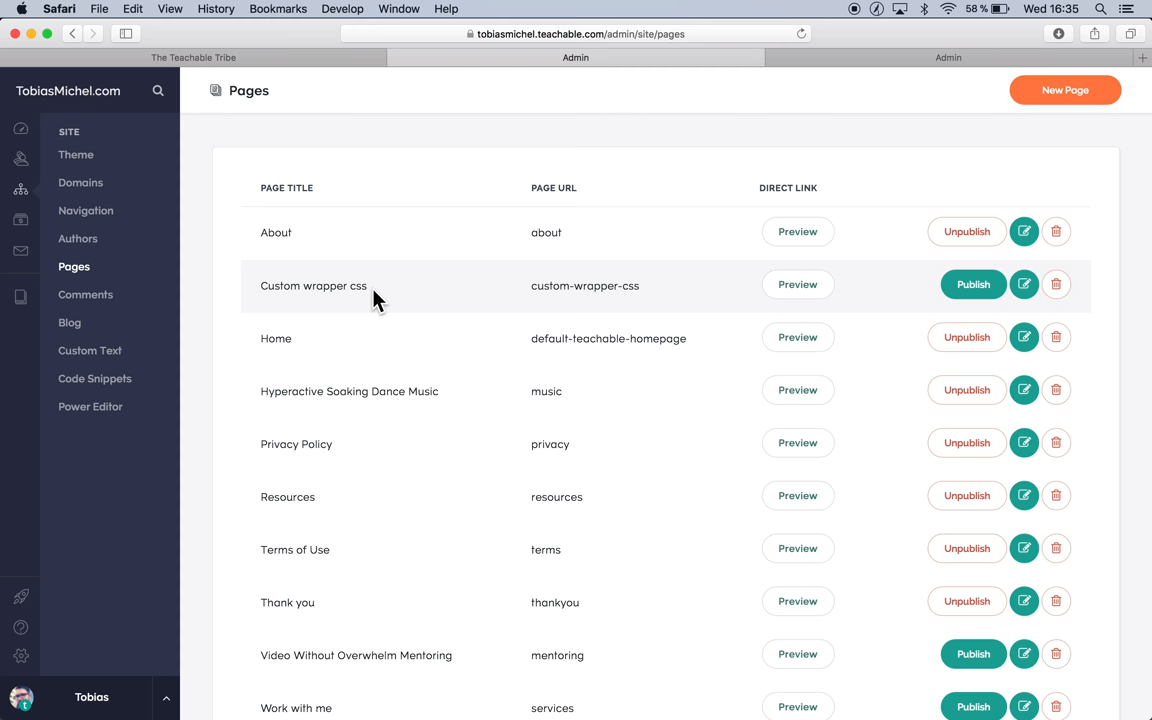 Safari File Edit View History Bookmarks Develop Window Help 58 % Wed 16:35
tobiasmichel.teachable.com/admin/site/pages
The Teachable Tribe Admin Admin
TobiasMichel.com Pages New Page
SITE
Theme
Domains
Navigation
Authors
Pages
Comments
Blog
Custom Text
Code Snippets
Power Editor
t Tobias
PAGE TITLE PAGE URL DIRECT LINK
About about Preview Unpublish
Custom wrapper css custom-wrapper-css Preview Publish
Home default-teachable-homepage Preview Unpublish
Hyperactive Soaking Dance Music music Preview Unpublish
Privacy Policy privacy Preview Unpublish
Resources resources Preview Unpublish
Terms of Use terms Preview Unpublish
Thank you thankyou Preview Unpublish
Video Without Overwhelm Mentoring mentoring Preview Publish
Work with me services Preview Publish